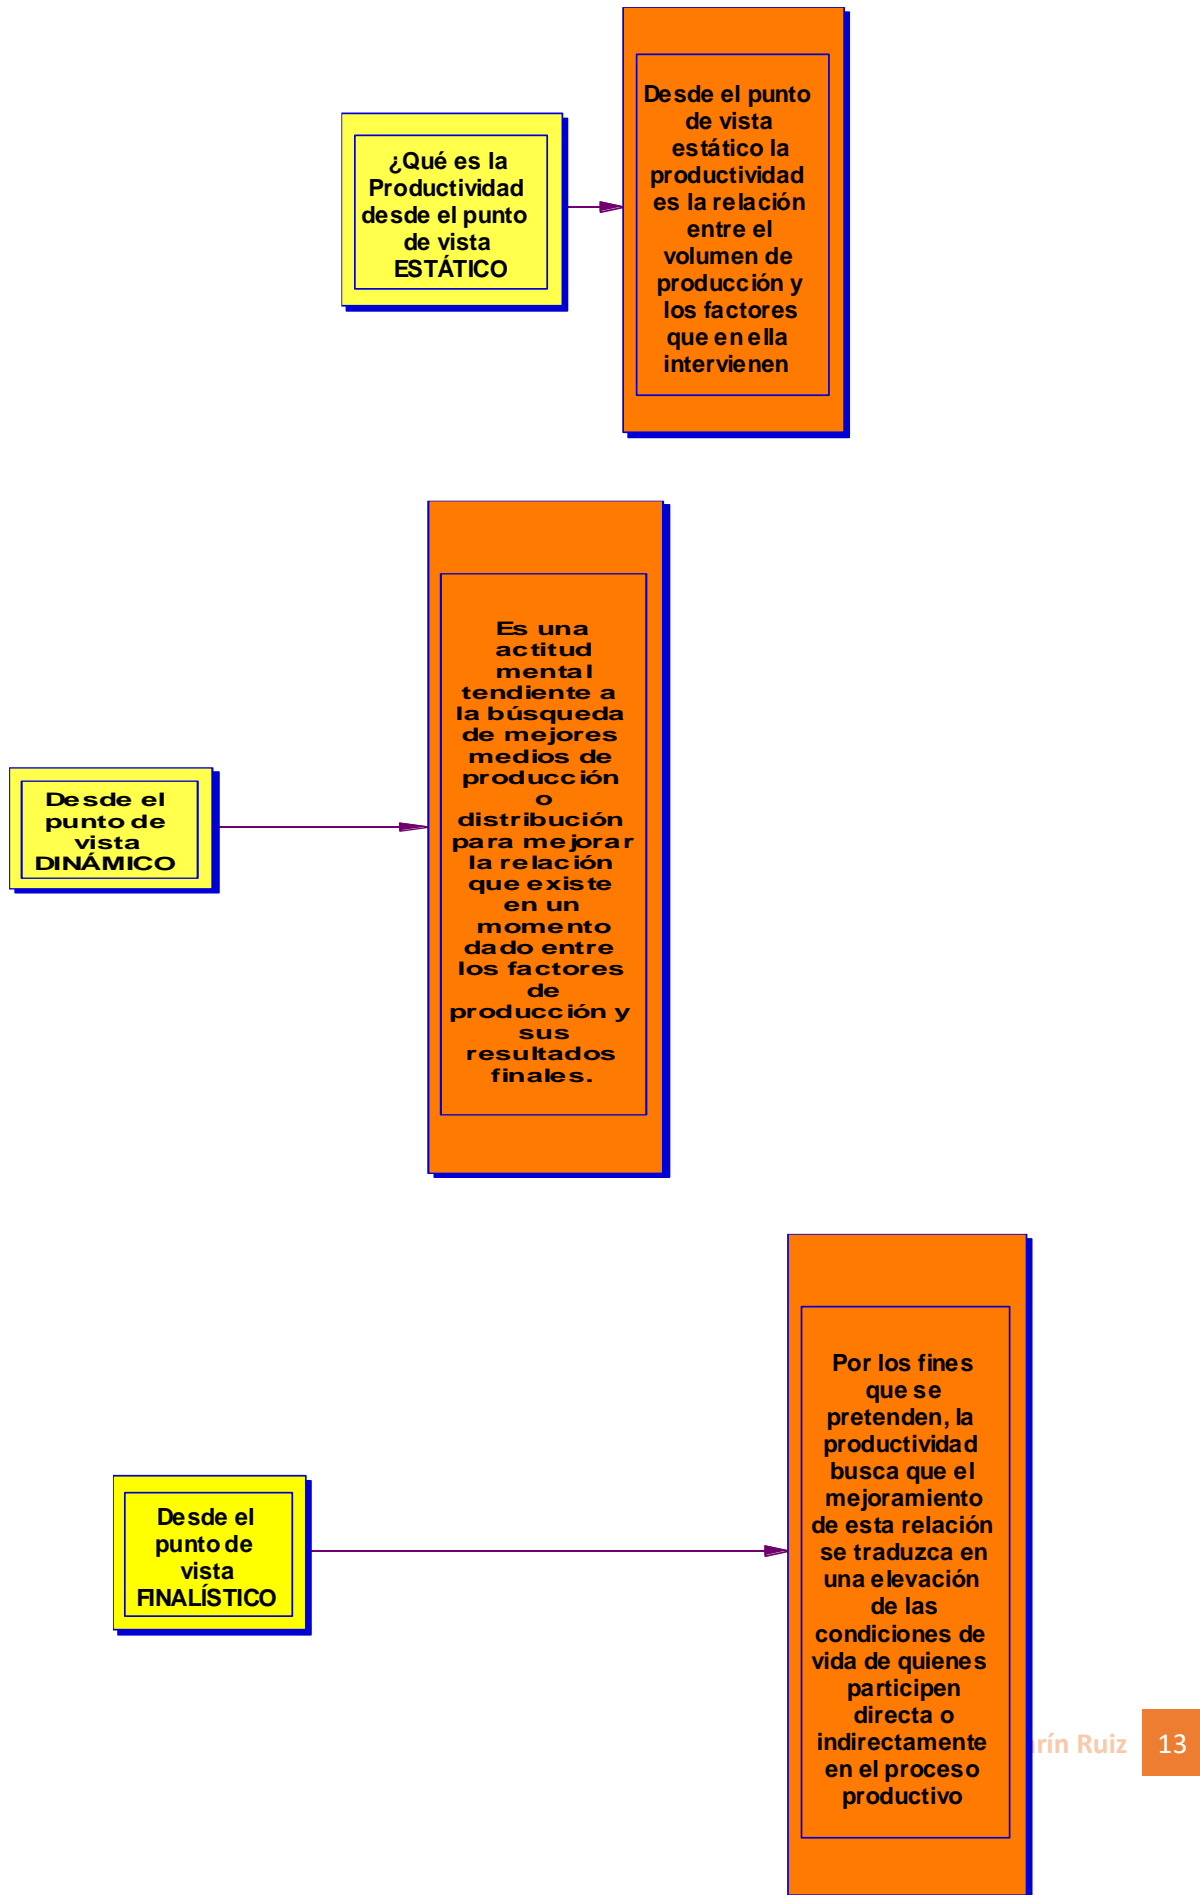 ¿Qué es la
Productividad
desde el punto
de vista
ESTÁTICO
Desde el punto
de vista
estático la
productividad
es la relación
entre el
volumen de
producción y
los factores
que en ella
intervienen
Desde el
punto de
vista
DINÁMICO
Es una
actitud
mental
tendiente a
la búsqueda
de mejores
medios de
producción
o
distribución
para mejorar
la relación
que existe
en un
momento
dado entre
los factores
de
producción y
sus
resultados
finales.
Desde el
punto de
vista
FINALÍSTICO
Por los fines
que se
pretenden, la
productividad
busca que el
mejoramiento
de esta relación
se traduzca en
una elevación
de las
condiciones de
vida de quienes
participen
directa o
indirectamente
en el proceso
productivo
Ruiz 13